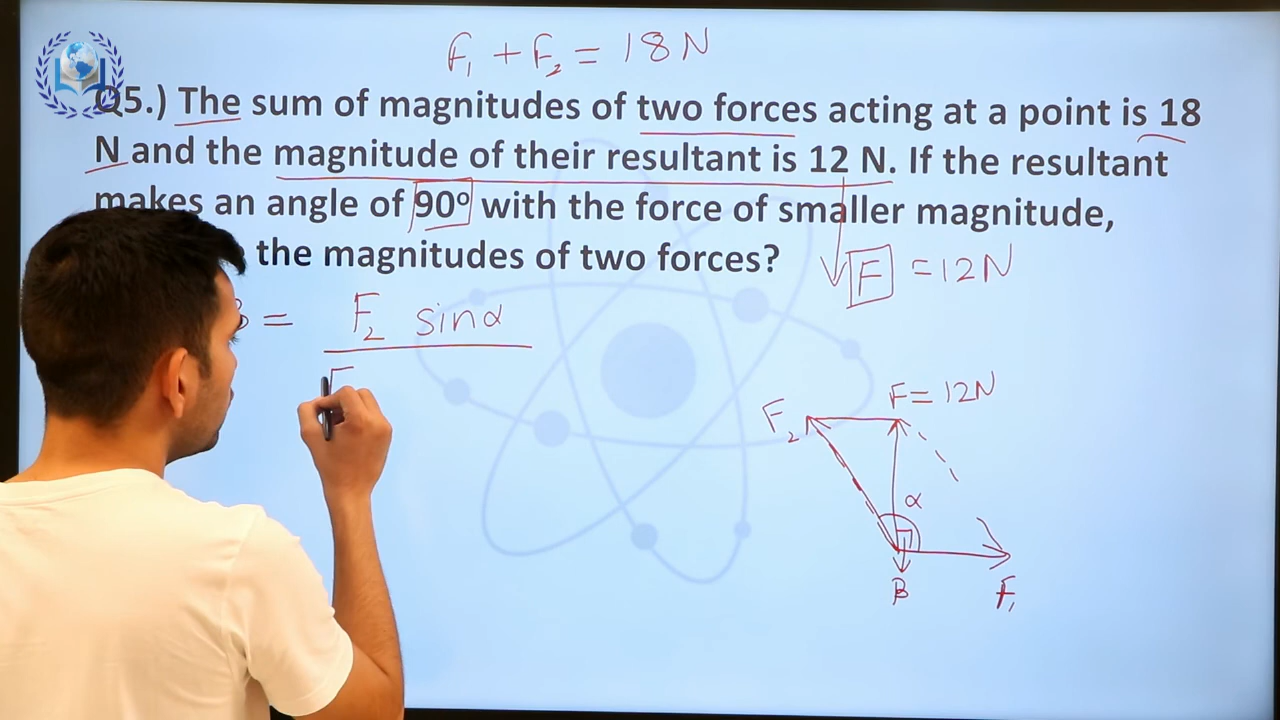 F₁ + F₂ = 18 N
Q5.) The sum of magnitudes of two forces acting at a point is 18
N and the magnitude of their resultant is 12 N. If the resultant
makes an angle of 90° with the force of smaller magnitude,
the magnitudes of two forces?
F = 12N
= F₂ sinα
F = 12N
F₂
α
β
F₁